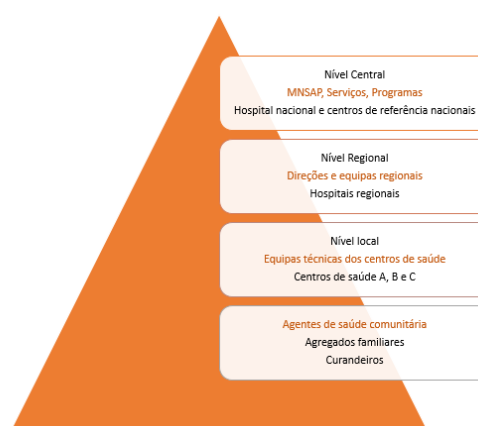 Nível Central
MNSAP, Serviços, Programas
Hospital nacional e centros de referência nacionais
Nível Regional
Direções e equipas regionais
Hospitais regionais
Nível local
Equipas técnicas dos centros de saúde
Centros de saúde A, B e C
Agentes de saúde comunitária
Agregados familiares
Curandeiros